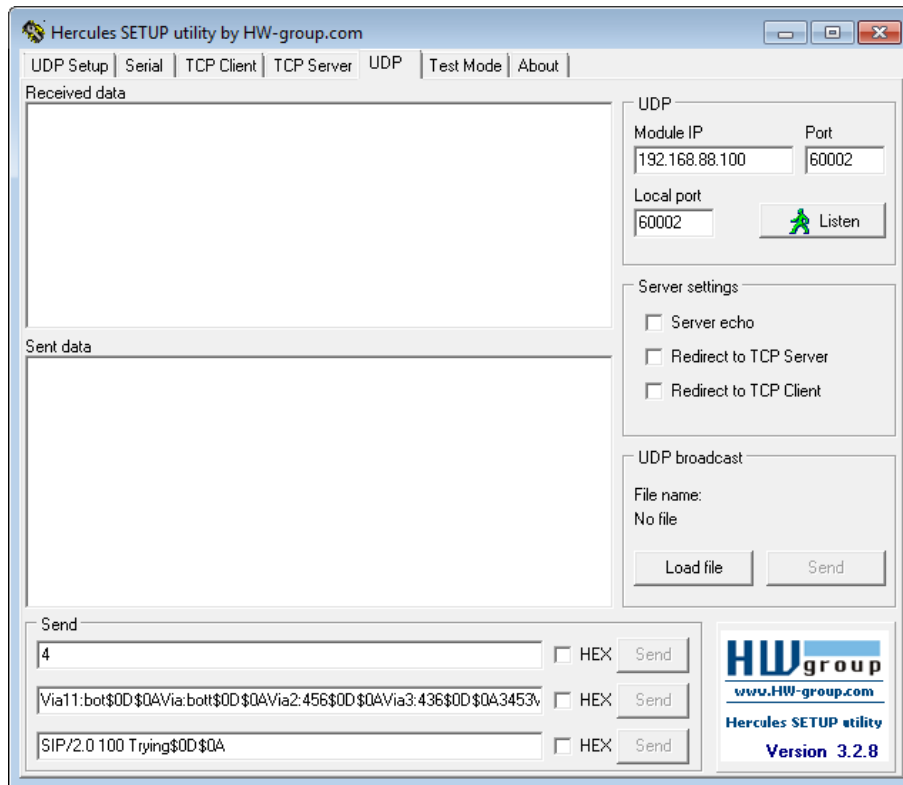 Hercules SETUP utility by HW-group.com
UDP Setup Serial TCP Client TCP Server UDP Test Mode About
Received data
UDP
Module IP Port
192.168.88.100 60002
Local port
60002 Listen
Server settings
Server echo
Redirect to TCP Server
Redirect to TCP Client
Sent data
UDP broadcast
File name:
No file
Load file Send
Send
4 HEX Send
Via11:bot$0D$0AVia:bott$0D$0AVia2:456$0D$0AVia3:436$0D$0A3453V HEX Send
SIP/2.0 100 Trying$0D$0A HEX Send
HW group
www.HW-group.com
Hercules SETUP utility
Version 3.2.8